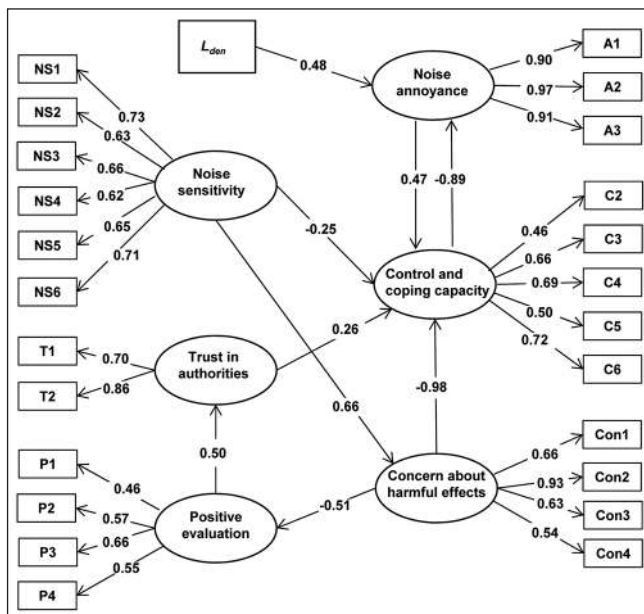 L_den
0.48
Noise
annoyance
0.90
0.97
0.91
A1
A2
A3
NS1
NS2
NS3
NS4
NS5
NS6
0.73
0.63
0.66
0.62
0.65
0.71
Noise
sensitivity
0.47
-0.89
-0.25
Control and
coping capacity
0.46
0.66
0.69
0.50
0.72
C2
C3
C4
C5
C6
T1
T2
0.70
0.86
Trust in
authorities
0.26
0.66
-0.98
0.50
P1
P2
P3
P4
0.46
0.57
0.66
0.55
Positive
evaluation
-0.51
Concern about
harmful effects
0.66
0.93
0.63
0.54
Con1
Con2
Con3
Con4